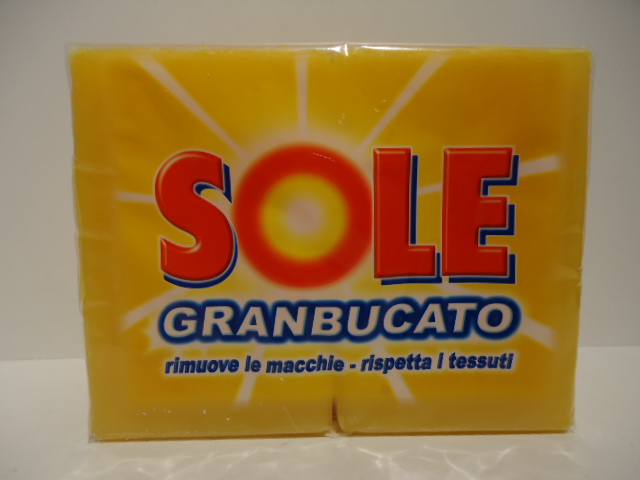 SOLE
GRANBUCATO
rimuove le macchie - rispetta i tessuti